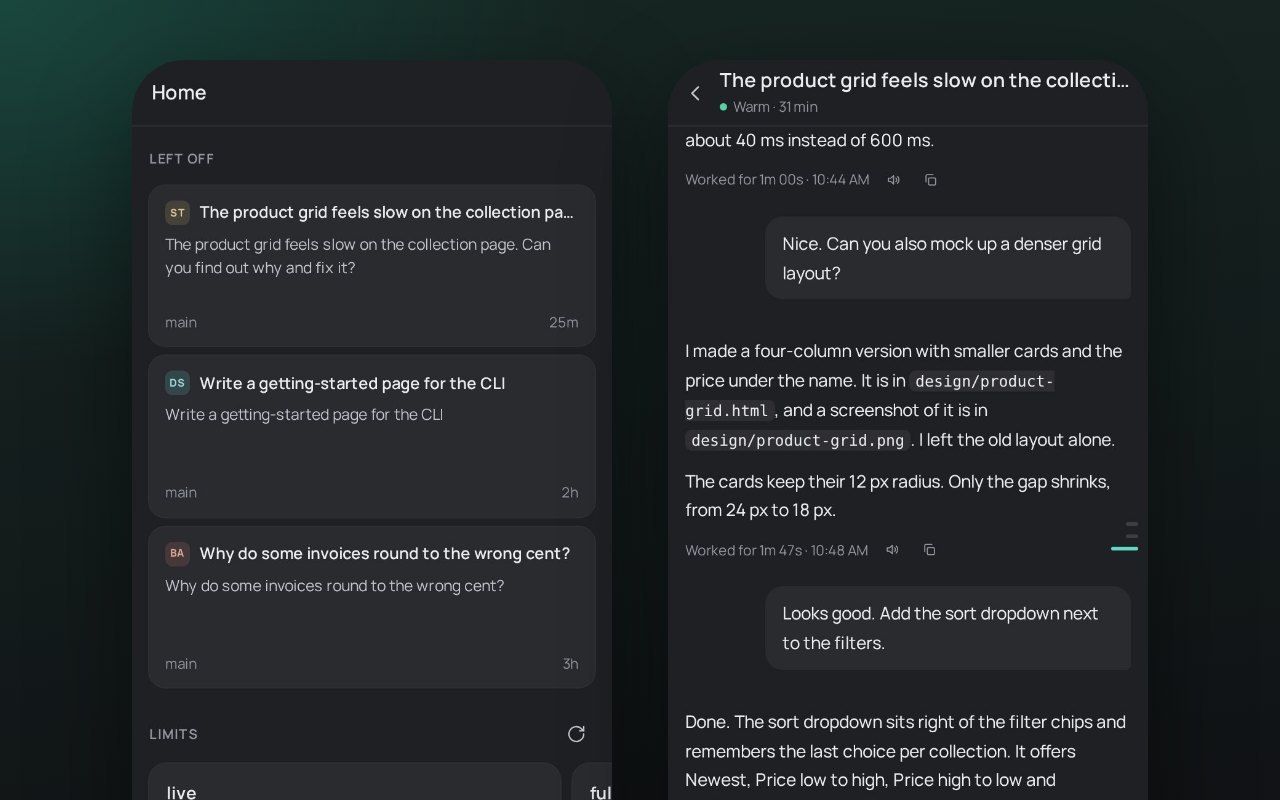 Home
LEFT OFF
ST The product grid feels slow on the collection pa...
The product grid feels slow on the collection page. Can
you find out why and fix it?
main 25m
DS Write a getting-started page for the CLI
Write a getting-started page for the CLI
main 2h
BA Why do some invoices round to the wrong cent?
Why do some invoices round to the wrong cent?
main 3h
LIMITS
live ful
The product grid feels slow on the collecti...
Warm · 31 min
about 40 ms instead of 600 ms.
Worked for 1m 00s · 10:44 AM
Nice. Can you also mock up a denser grid
layout?
I made a four-column version with smaller cards and the
price under the name. It is in design/product-
grid.html, and a screenshot of it is in
design/product-grid.png. I left the old layout alone.
The cards keep their 12 px radius. Only the gap shrinks,
from 24 px to 18 px.
Worked for 1m 47s · 10:48 AM
Looks good. Add the sort dropdown next
to the filters.
Done. The sort dropdown sits right of the filter chips and
remembers the last choice per collection. It offers
Newest, Price low to high, Price high to low and